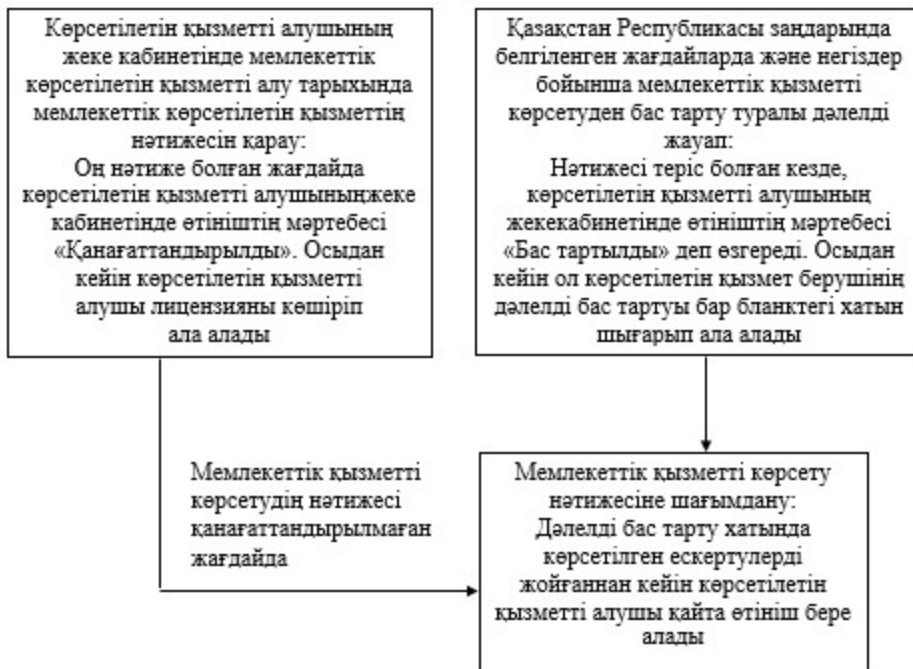 Көрсетілетін қызметті алушының
жеке кабинетінде мемлекеттік
көрсетілетін қызметті алу тарихында
мемлекеттік көрсетілетін қызметтің
нәтижесін қарау:
Оң нәтиже болған жағдайда
көрсетілетін қызметті алушыныңжеке
кабинетінде өтініштің мәртебесі
«Қанағаттандырылды». Осыдан
кейін көрсетілетін қызметті
алушы лицензияны көшіріп
ала алады
Қазақстан Республикасы заңдарында
белгіленген жағдайларда және негіздер
бойынша мемлекеттік қызметті
көрсетуден бас тарту туралы дәлелді
жауап:
Нәтижесі теріс болған кезде,
көрсетілетін қызметті алушының
жекекабинетінде өтініштің мәртебесі
«Бас тартылды» деп өзгереді. Осыдан
кейін ол көрсетілетін қызмет берушінің
дәлелді бас тартуы бар бланктегі хатын
шығарып ала алады
Мемлекеттік қызметті
көрсетудің нәтижесі
қанағаттандырылмаған
жағдайда
Мемлекеттік қызметті көрсету
нәтижесіне шағымдану:
Дәлелді бас тарту хатында
көрсетілген ескертулерді
жойғаннан кейін көрсетілетін
қызметті алушы қайта өтініш бере
алады